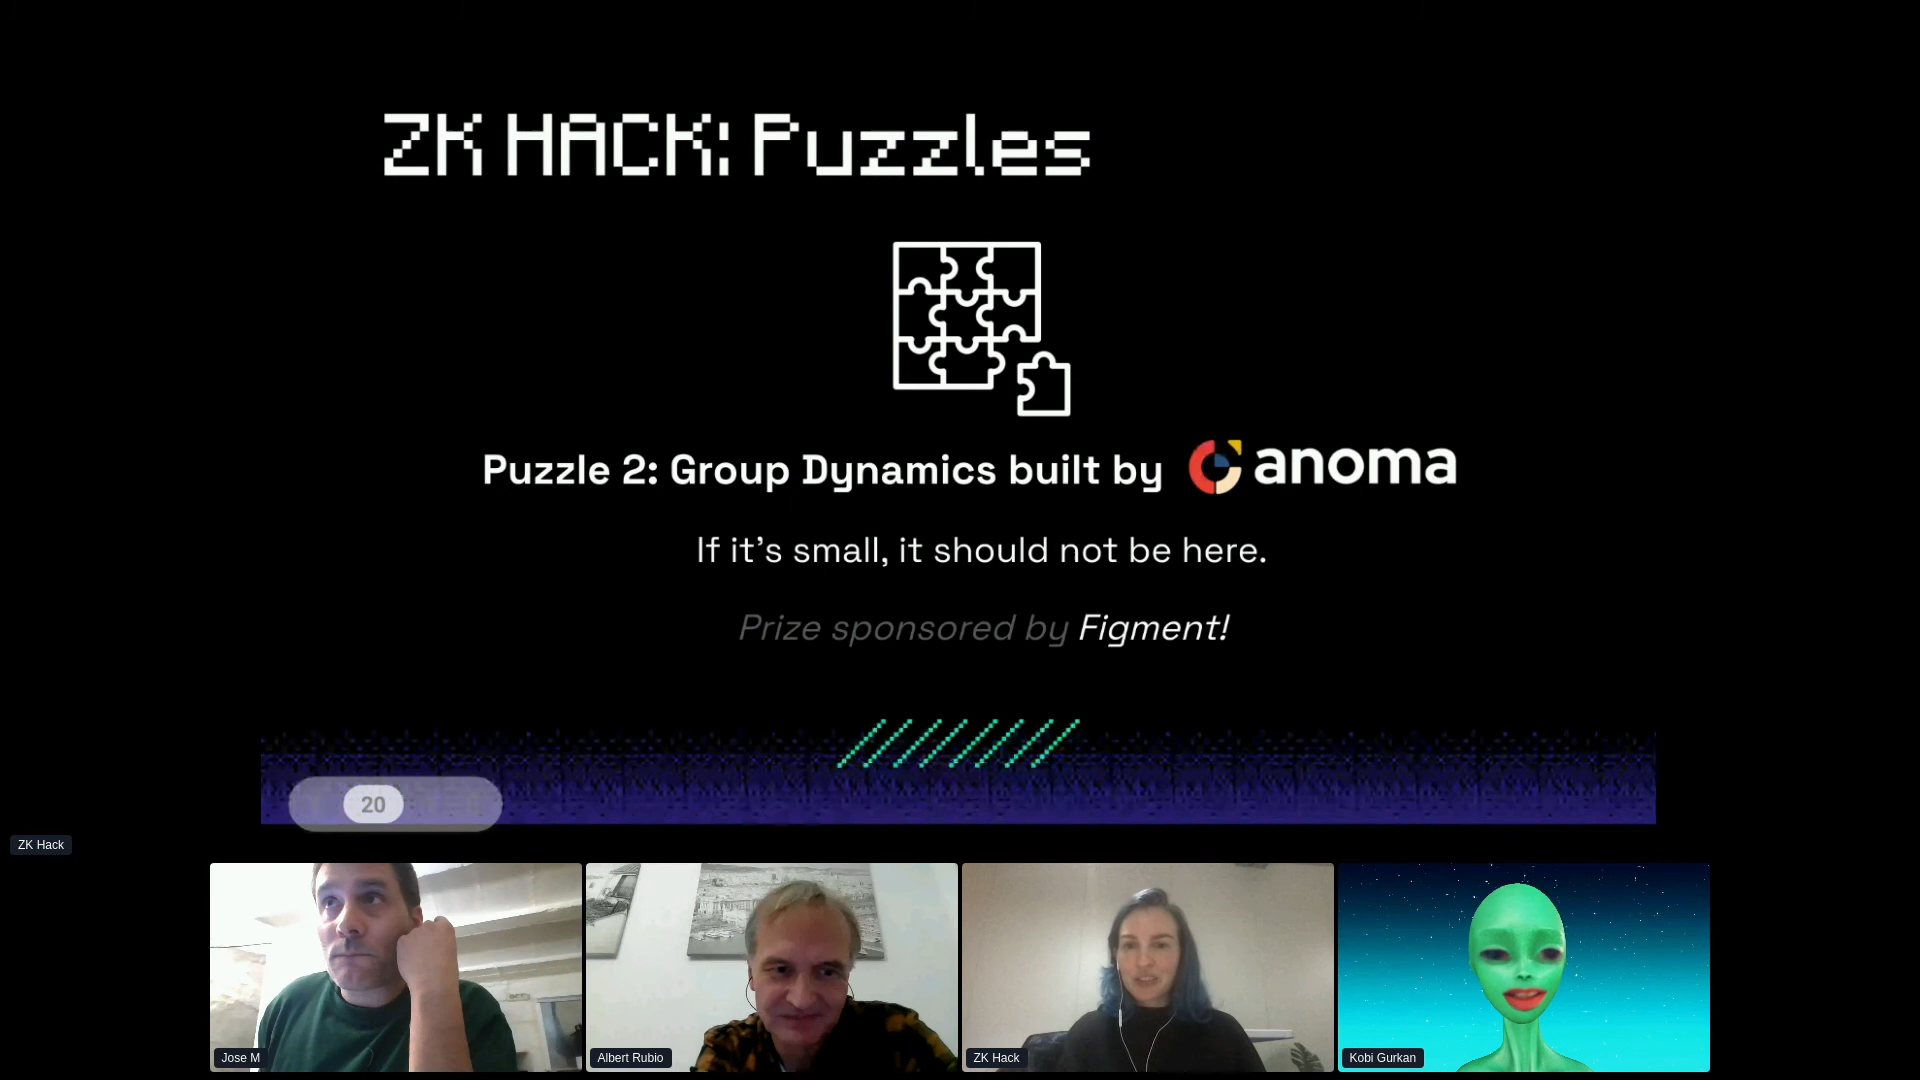 ZK HACK: Puzzles
Puzzle 2: Group Dynamics built by anoma
If it's small, it should not be here.
Prize sponsored by Figment!
20
ZK Hack
Jose M
Albert Rubio
ZK Hack
Kobi Gurkan